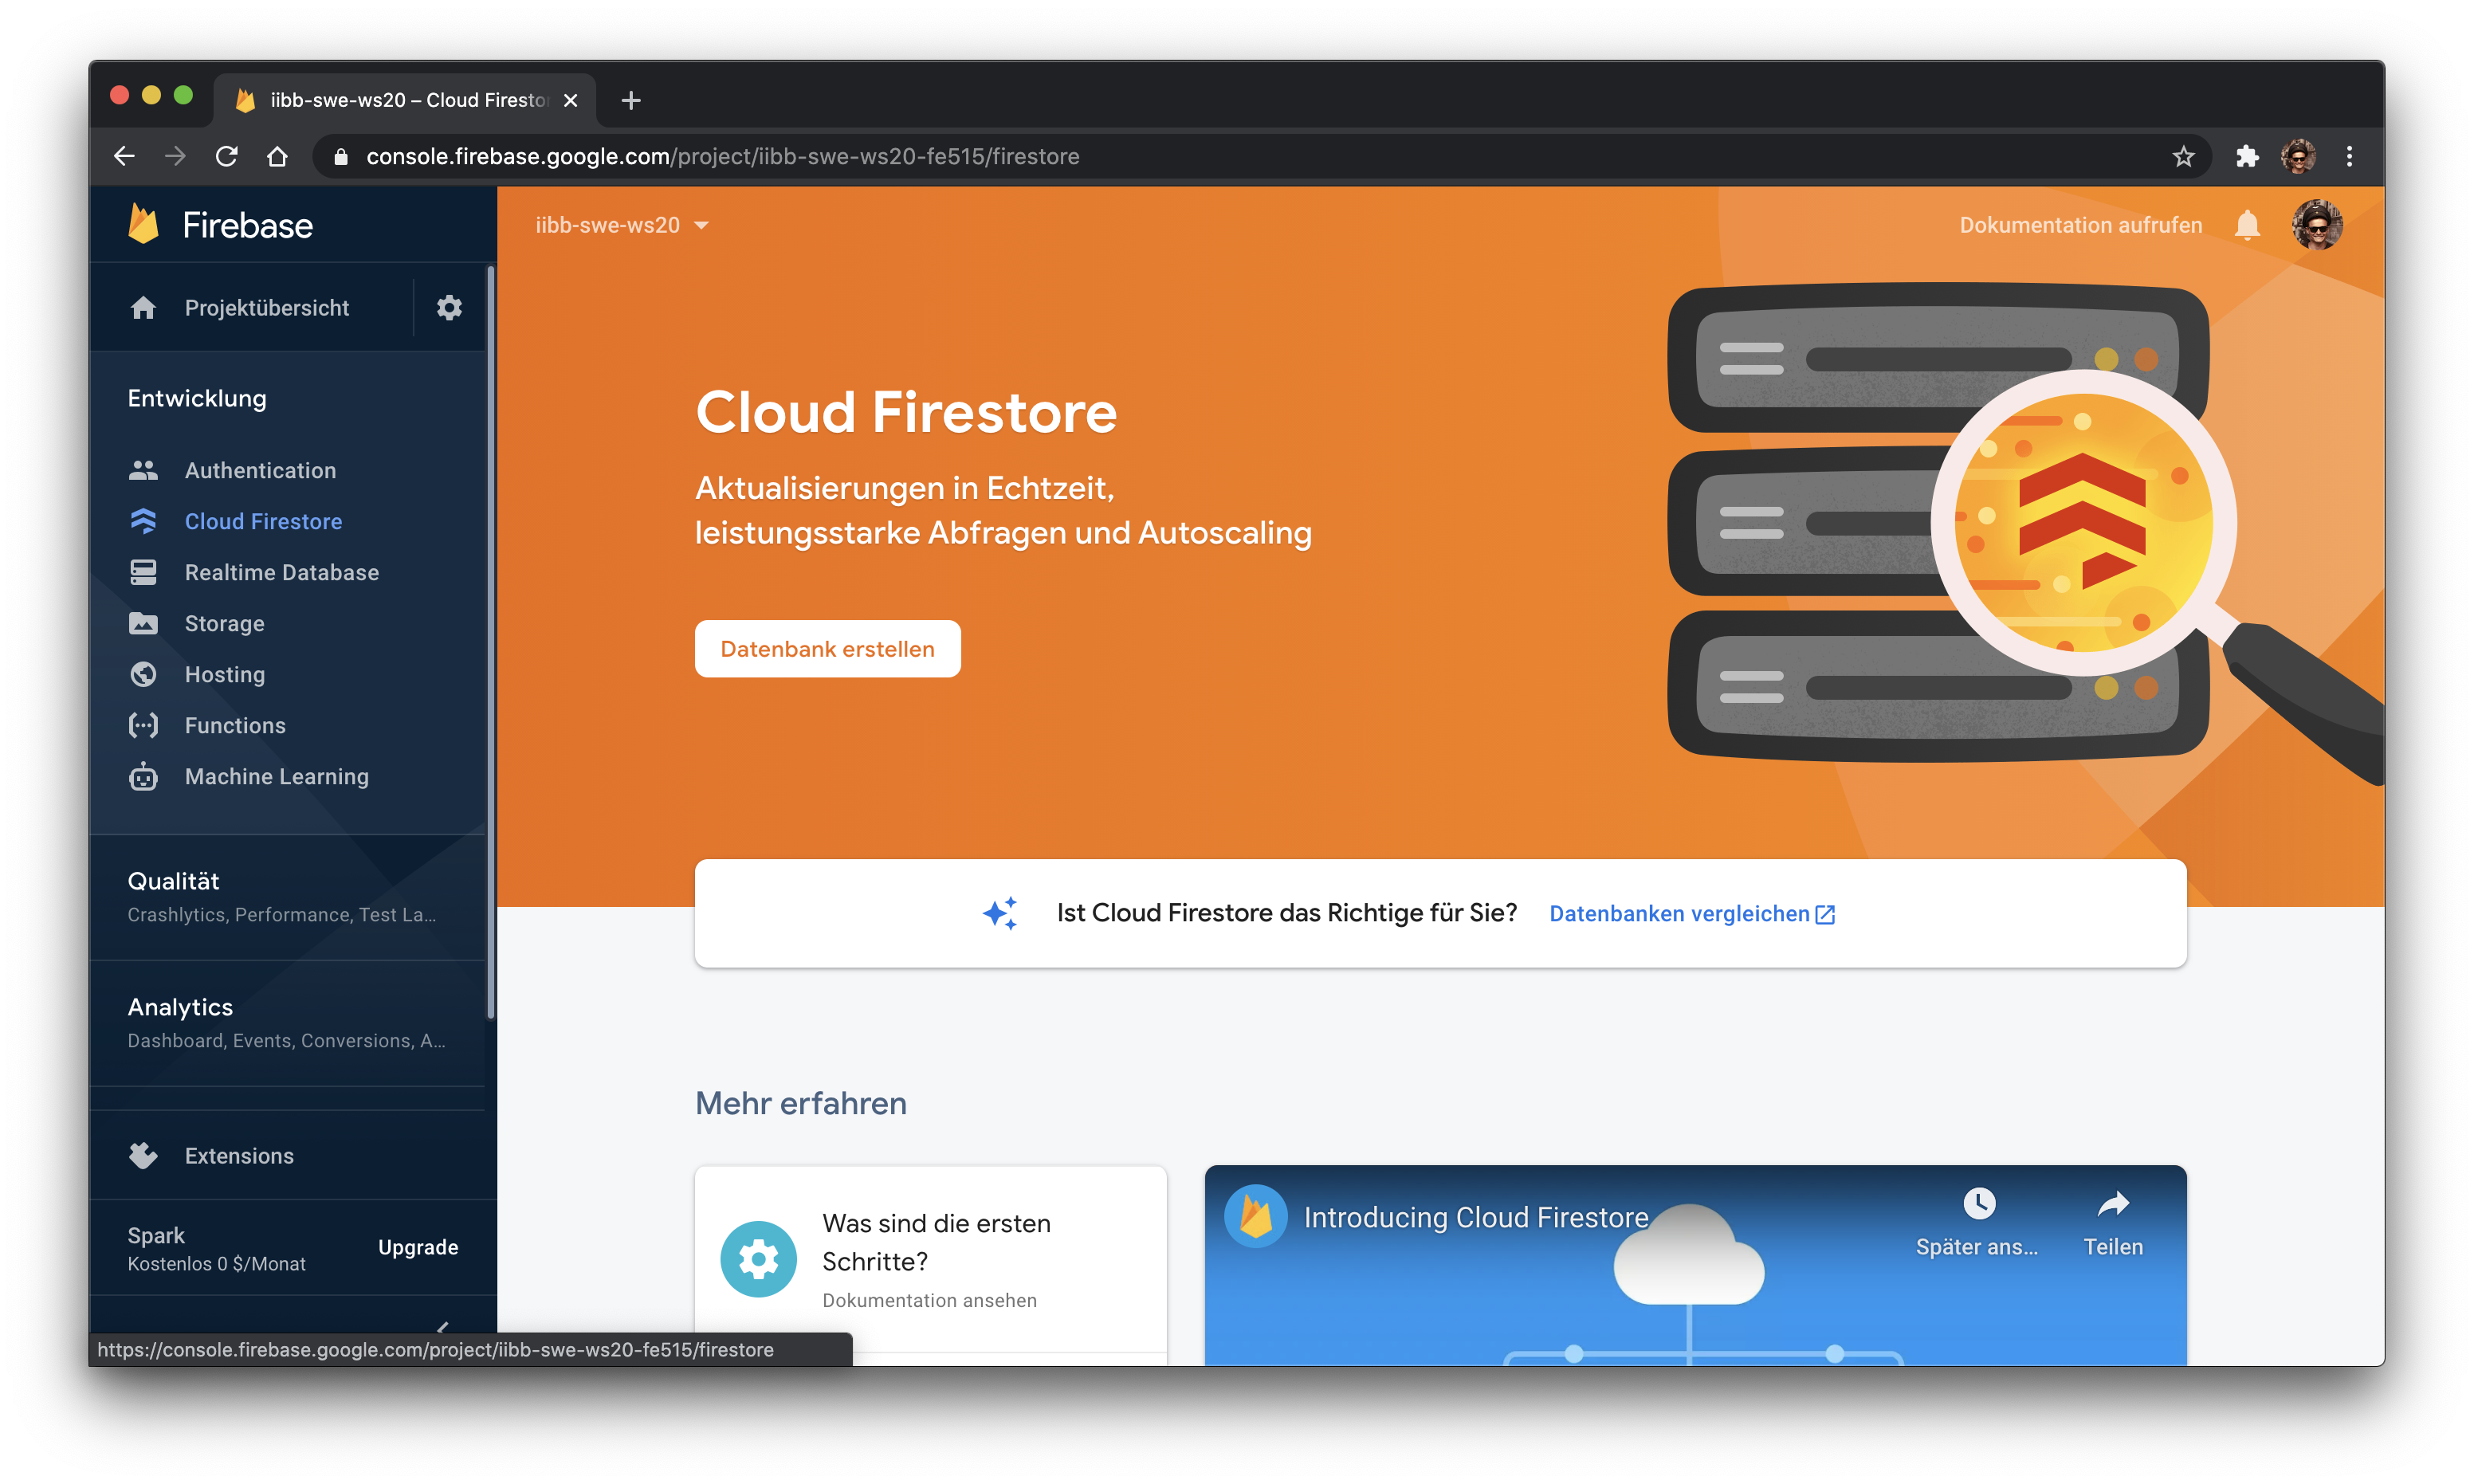 iibb-swe-ws20 – Cloud Firesto
console.firebase.google.com/project/iibb-swe-ws20-fe515/firestore
Firebase
iibb-swe-ws20
Dokumentation aufrufen
Projektübersicht
Entwicklung
Authentication
Cloud Firestore
Realtime Database
Storage
Hosting
Functions
Machine Learning
Qualität
Crashlytics, Performance, Test La…
Analytics
Dashboard, Events, Conversions, A…
Extensions
Spark
Kostenlos 0 $/Monat
Upgrade
https://console.firebase.google.com/project/iibb-swe-ws20-fe515/firestore
Cloud Firestore
Aktualisierungen in Echtzeit,
leistungsstarke Abfragen und Autoscaling
Datenbank erstellen
Ist Cloud Firestore das Richtige für Sie? Datenbanken vergleichen
Mehr erfahren
Was sind die ersten
Schritte?
Dokumentation ansehen
Introducing Cloud Firestore
Später ans…
Teilen